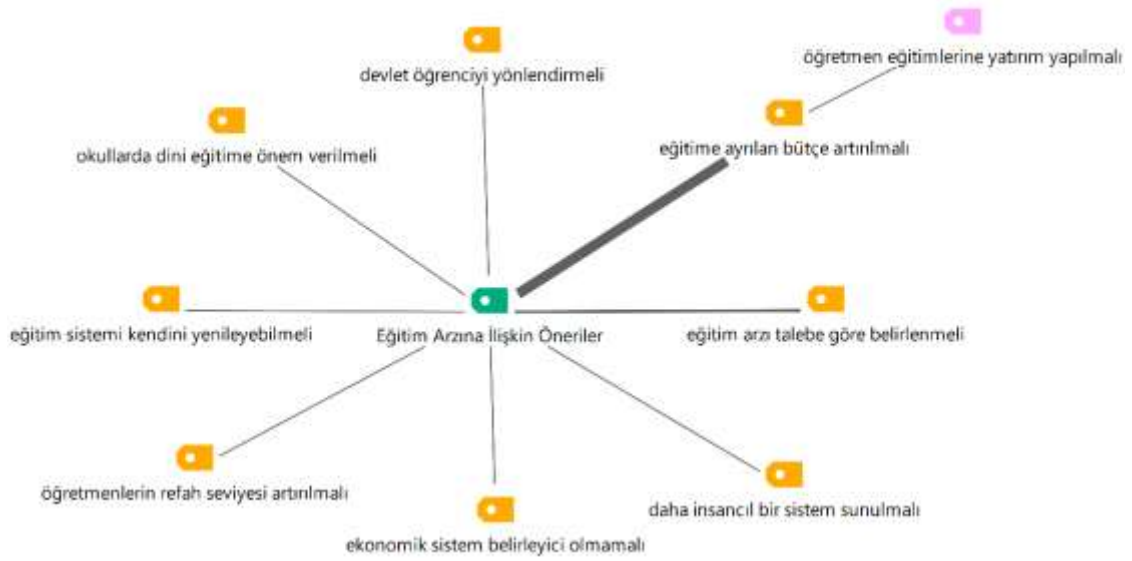 öğretmen eğitimlerine yatırım yapılmalı
devlet öğrenciyi yönlendirmeli
eğitime ayrılan bütçe artırılmalı
okullarda dini eğitime önem verilmeli
eğitim sistemi kendini yenileyebilmeli
Eğitim Arzına İlişkin Öneriler
eğitim arzı talebe göre belirlenmeli
öğretmenlerin refah seviyesi artırılmalı
daha insancıl bir sistem sunulmalı
ekonomik sistem belirleyici olmamalı